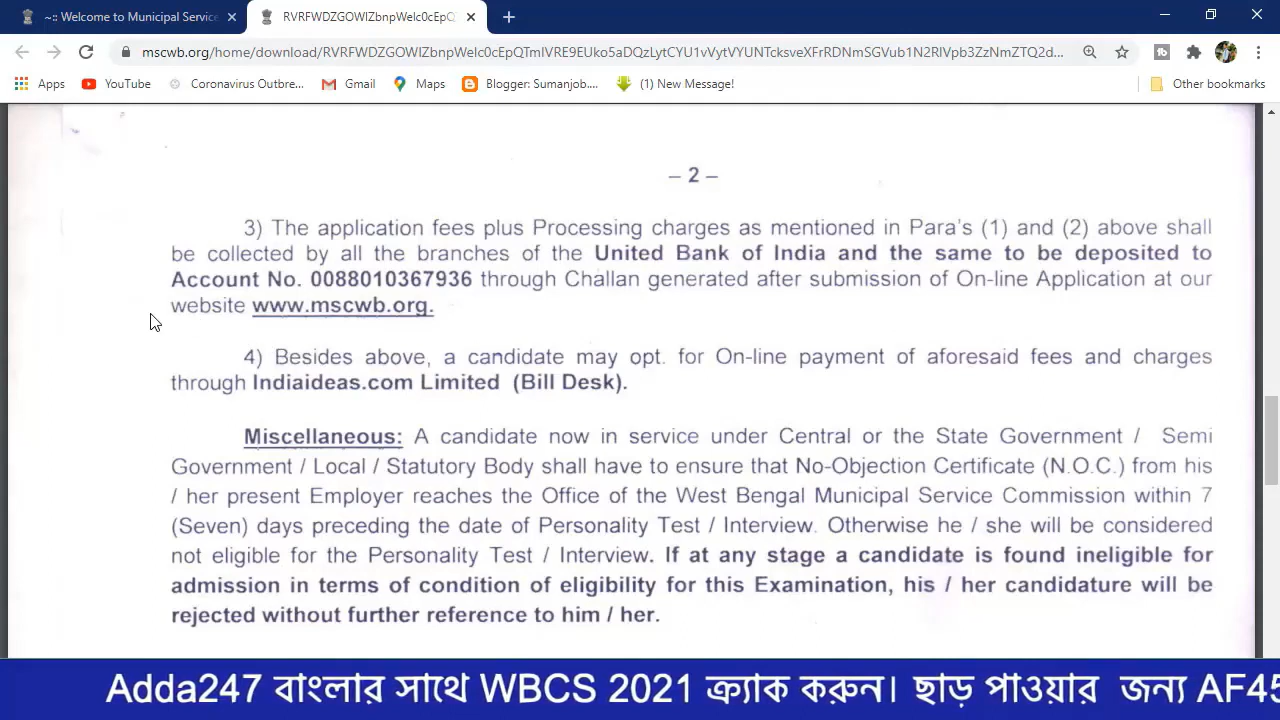 ~:: Welcome to Municipal Service
RVRFWDZGOWIZbnpWelc0cEpQ
mscwb.org/home/download/RVRFWDZGOWIZbnpWelc0cEpQTmlVRE9EUko5aDQzLytCYU1vVytVYUNTcksveXFrRDNmSGVub1N2RlVpb3ZzNmZTQ2d...
Apps YouTube Coronavirus Outbre... Gmail Maps Blogger: Sumanjob.... (1) New Message! Other bookmarks
– 2 –
3) The application fees plus Processing charges as mentioned in Para's (1) and (2) above shall
be collected by all the branches of the United Bank of India and the same to be deposited to
Account No. 0088010367936 through Challan generated after submission of On-line Application at our
website www.mscwb.org.
4) Besides above, a candidate may opt. for On-line payment of aforesaid fees and charges
through Indiaideas.com Limited (Bill Desk).
Miscellaneous: A candidate now in service under Central or the State Government / Semi
Government / Local / Statutory Body shall have to ensure that No-Objection Certificate (N.O.C.) from his
/ her present Employer reaches the Office of the West Bengal Municipal Service Commission within 7
(Seven) days preceding the date of Personality Test / Interview. Otherwise he / she will be considered
not eligible for the Personality Test / Interview. If at any stage a candidate is found ineligible for
admission in terms of condition of eligibility for this Examination, his / her candidature will be
rejected without further reference to him / her.
Adda247 বাংলার সাথে WBCS 2021 ক্র্যাক করুন। ছাড় পাওয়ার জন্য AF45